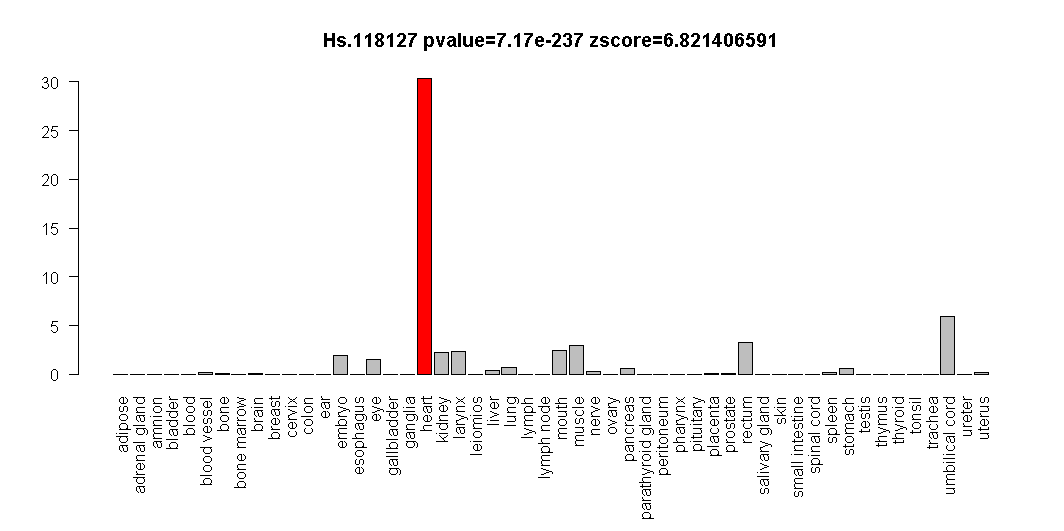 Hs.118127 pvalue=7.17e-237 zscore=6.821406591
30
25
20
15
10
5
0
adipose
adrenal gland
amnion
bladder
blood
blood vessel
bone
bone marrow
brain
breast
cervix
colon
ear
embryo
esophagus
eye
gallbladder
ganglia
heart
kidney
larynx
leiomios
liver
lung
lymph
lymph node
mouth
muscle
nerve
ovary
pancreas
parathyroid gland
peritoneum
pharynx
pituitary
placenta
prostate
rectum
salivary gland
skin
small intestine
spinal cord
spleen
stomach
testis
thymus
thyroid
tonsil
trachea
umbilical cord
ureter
uterus